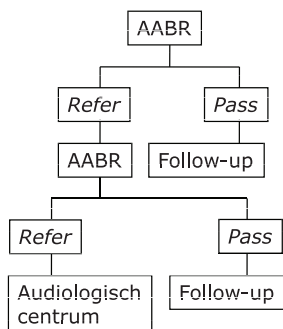 AABR
Refer
Pass
AABR
Follow-up
Refer
Pass
Audiologisch
centrum
Follow-up